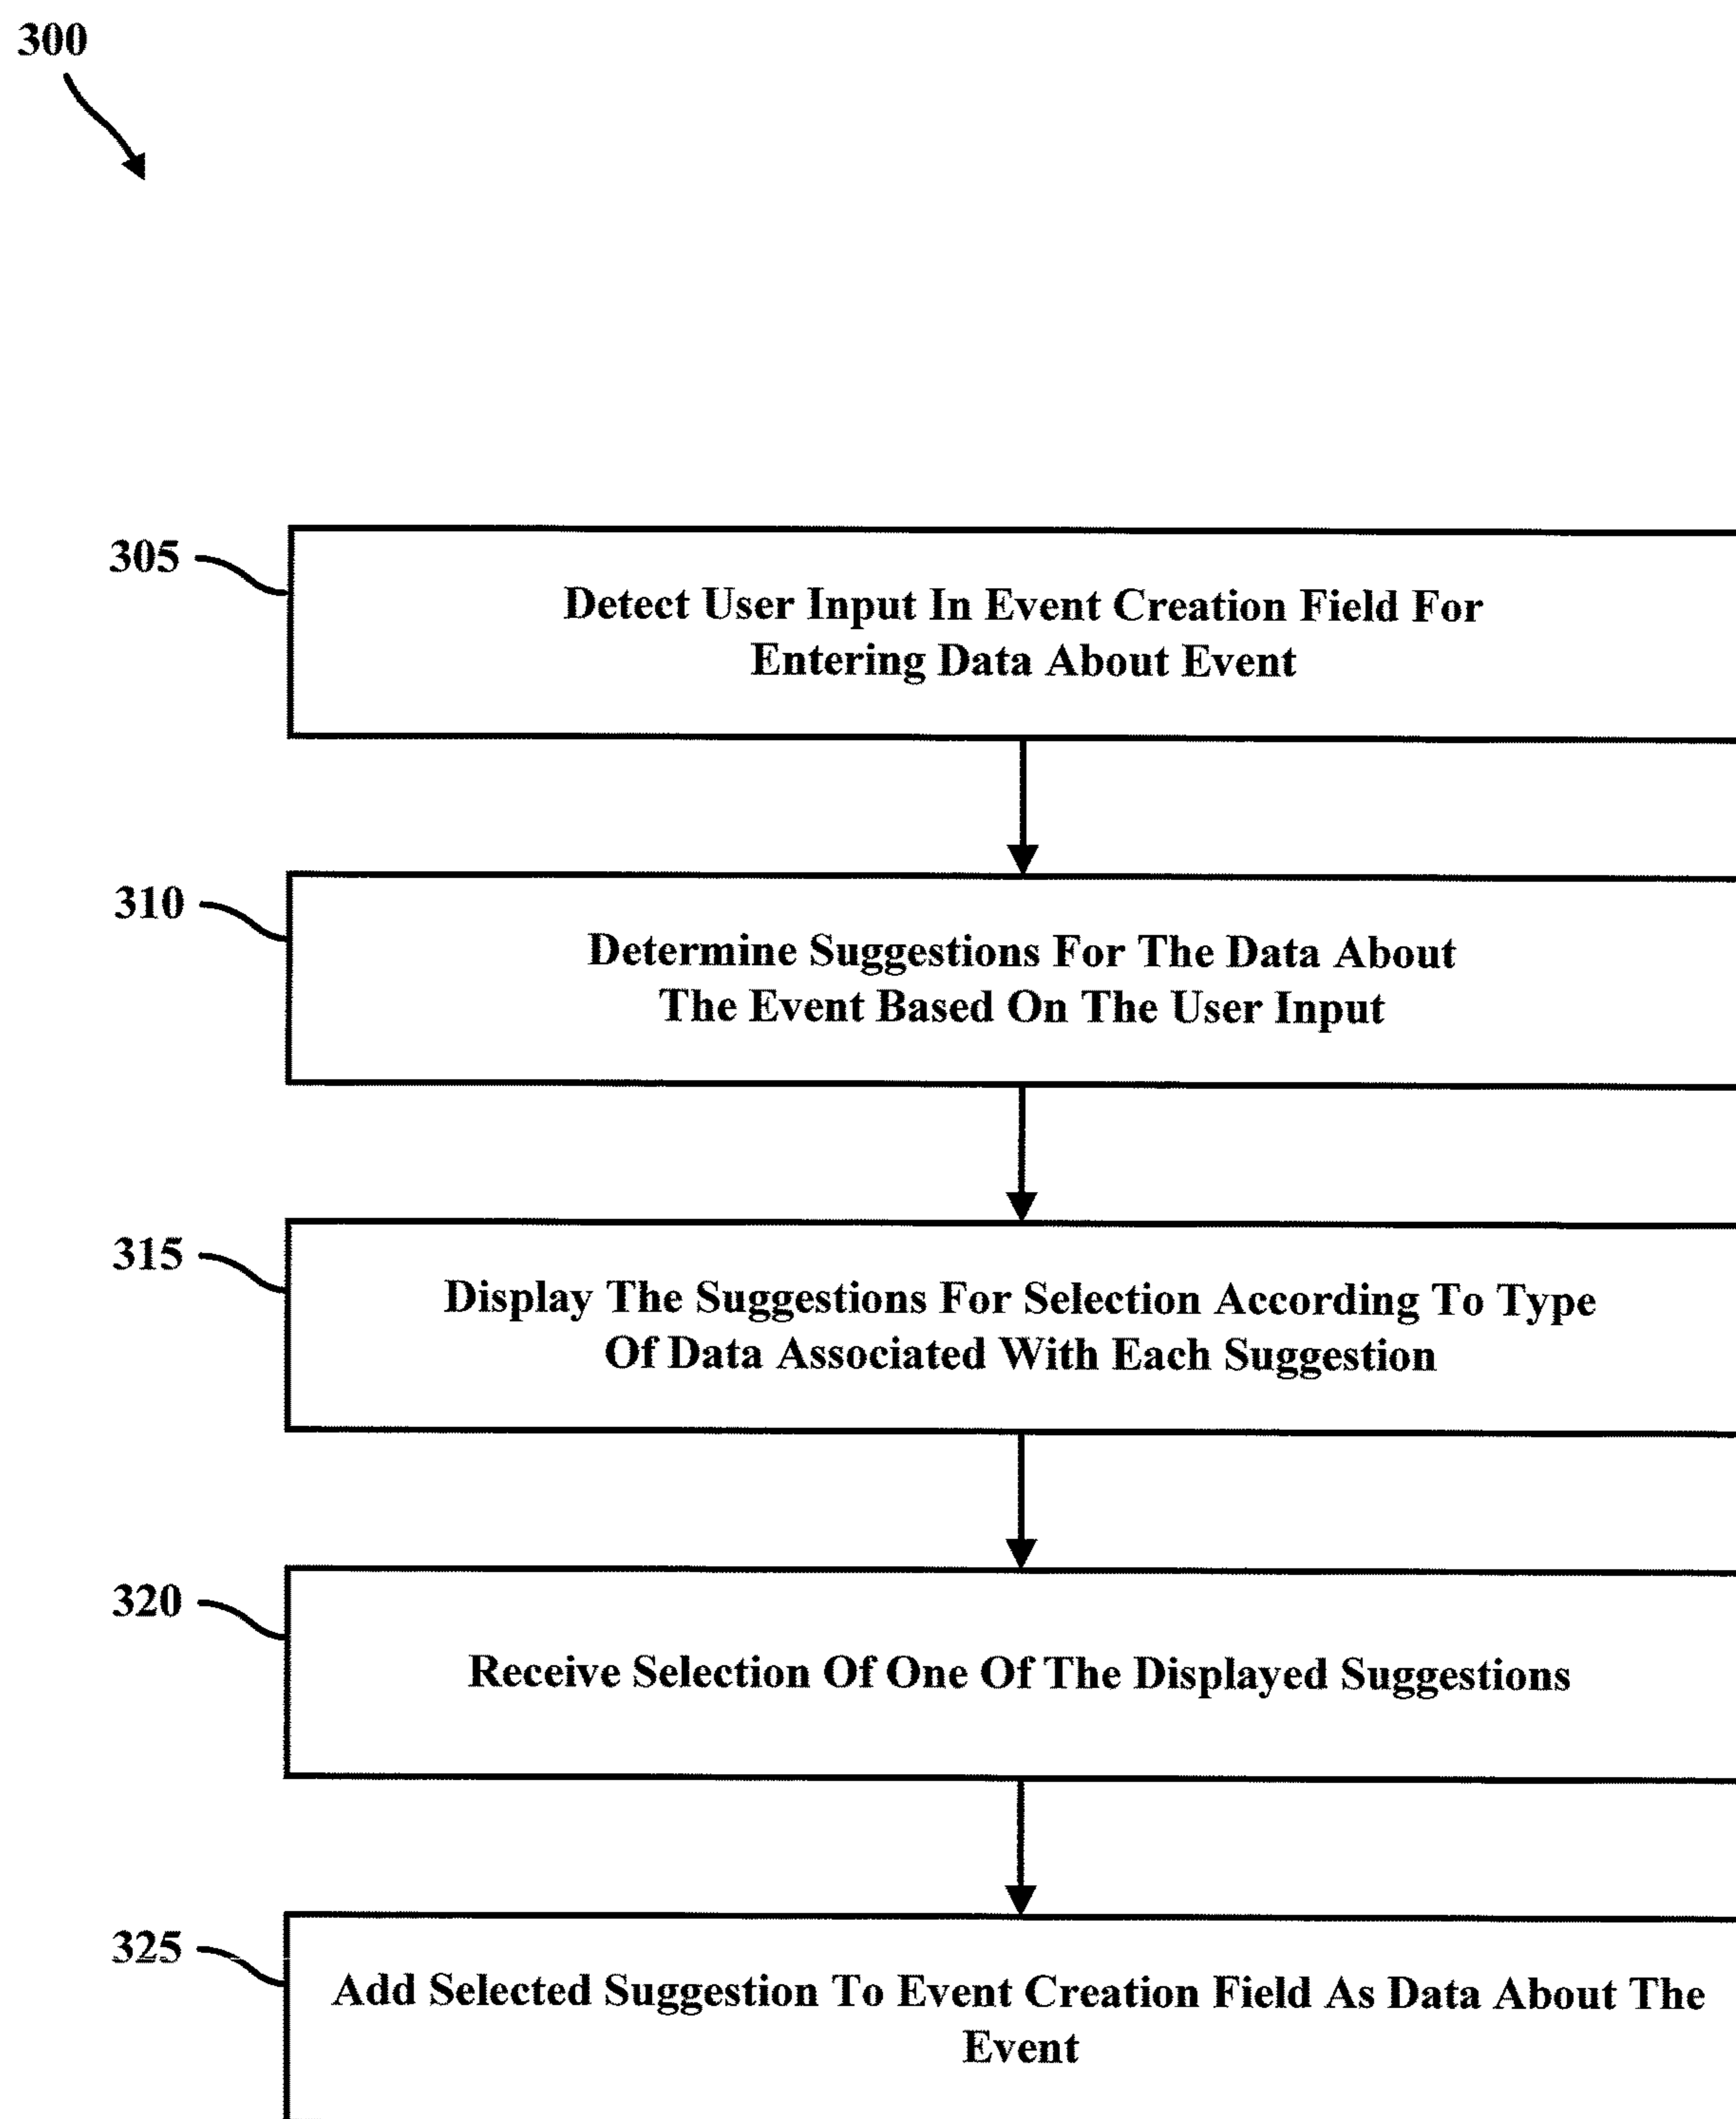 300
305
Detect User Input In Event Creation Field For
Entering Data About Event
310
Determine Suggestions For The Data About
The Event Based On The User Input
315
Display The Suggestions For Selection According To Type
Of Data Associated With Each Suggestion
320
Receive Selection Of One Of The Displayed Suggestions
325
Add Selected Suggestion To Event Creation Field As Data About The
Event